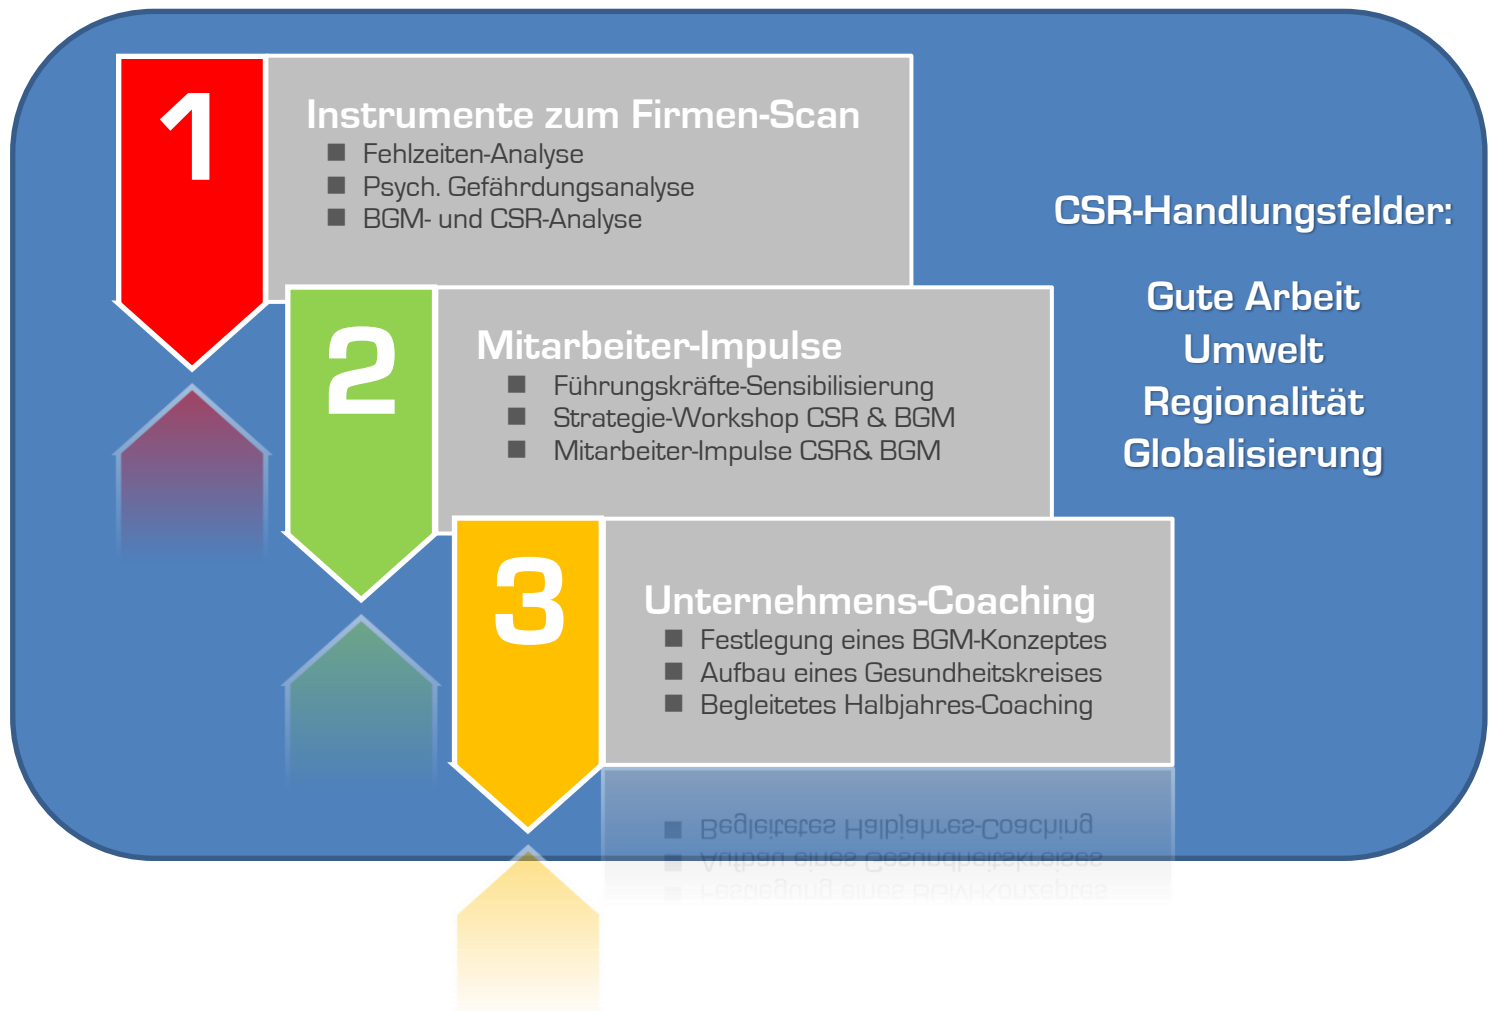 1
Instrumente zum Firmen-Scan
Fehlzeiten-Analyse
Psych. Gefährdungsanalyse
BGM- und CSR-Analyse
2
Mitarbeiter-Impulse
Führungskräfte-Sensibilisierung
Strategie-Workshop CSR & BGM
Mitarbeiter-Impulse CSR& BGM
3
Unternehmens-Coaching
Festlegung eines BGM-Konzeptes
Aufbau eines Gesundheitskreises
Begleitetes Halbjahres-Coaching
CSR-Handlungsfelder:
Gute Arbeit
Umwelt
Regionalität
Globalisierung